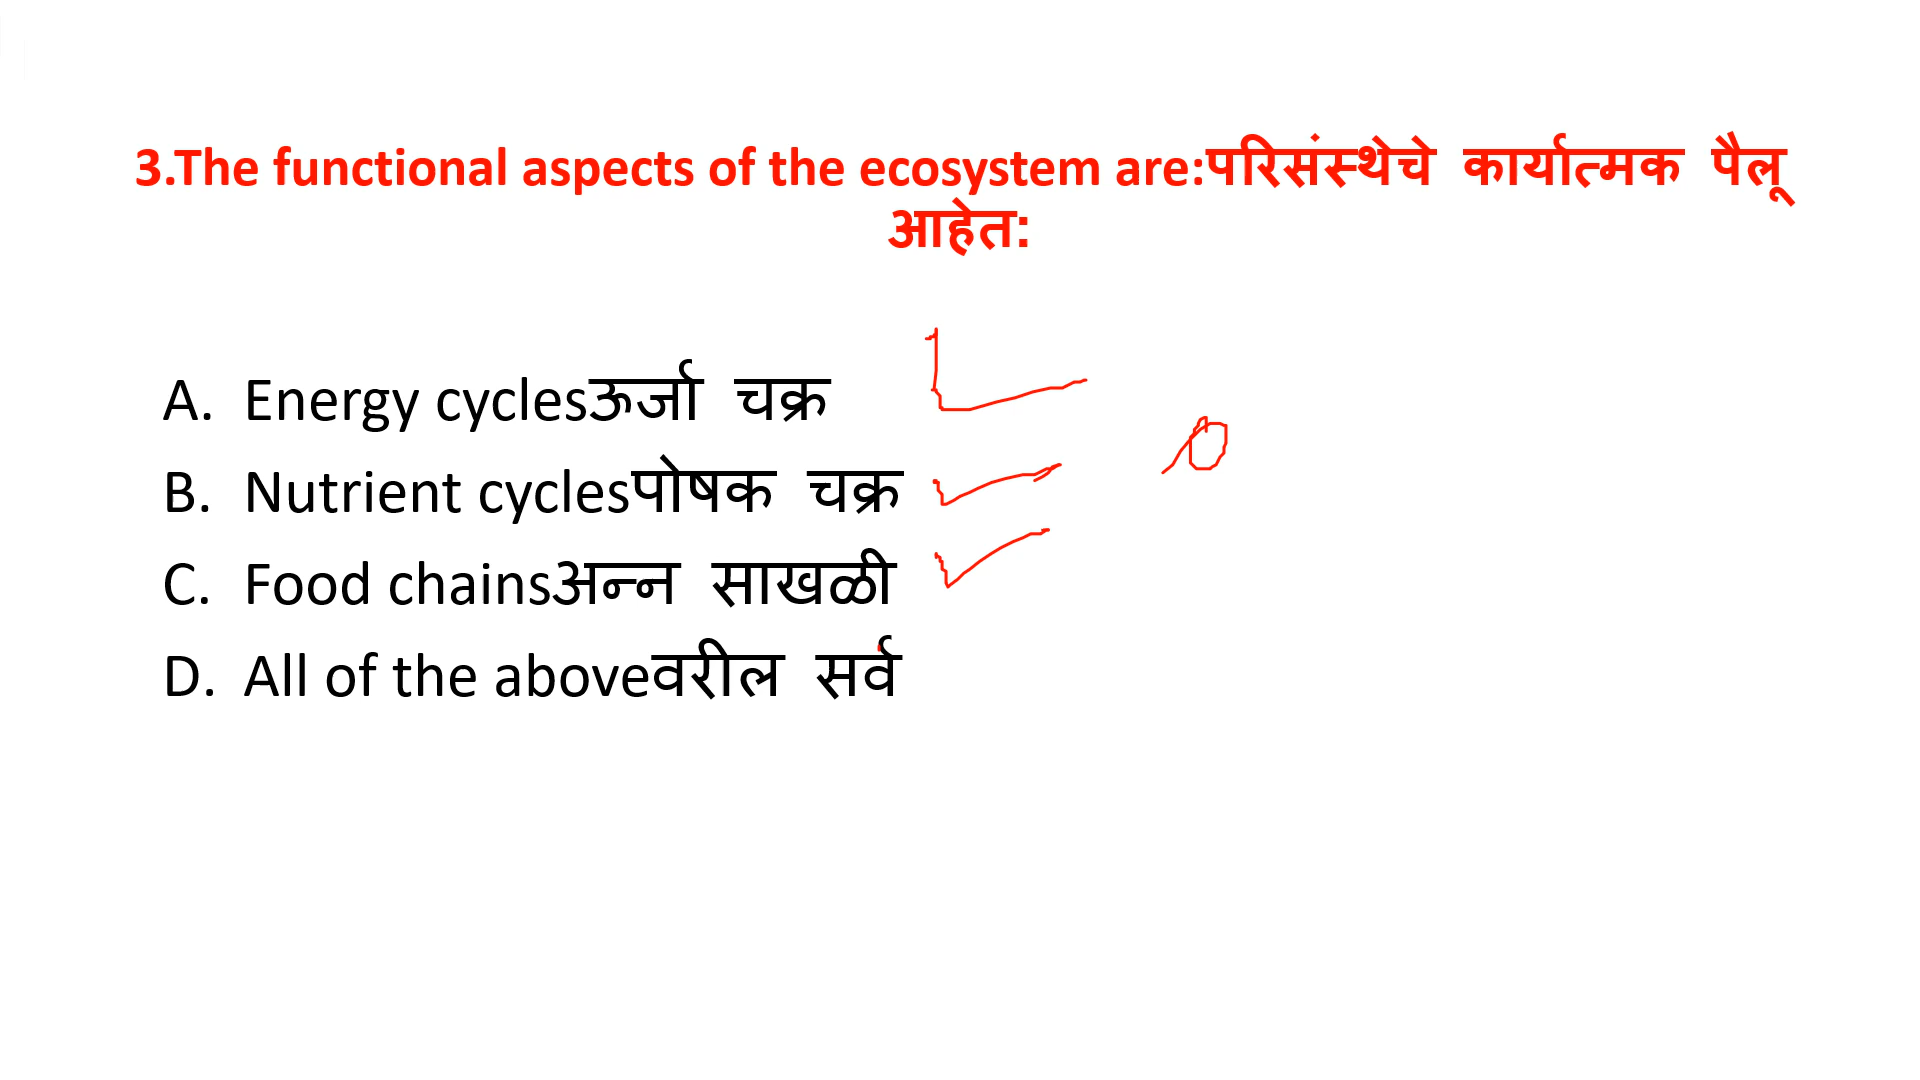 3.The functional aspects of the ecosystem are:परिसंस्थेचे कार्यात्मक पैलू
आहेत:
A. Energy cyclesऊर्जा चक्र
B. Nutrient cyclesपोषक चक्र
C. Food chainsअन्न साखळी
D. All of the aboveवरील सर्व